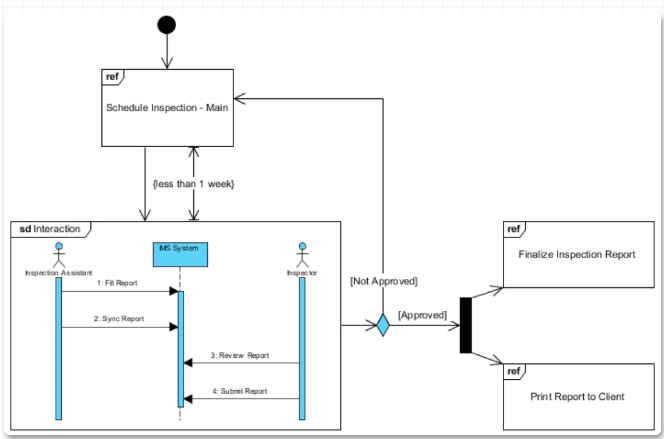 ref
Schedule Inspection - Main
{less than 1 week}
sd Interaction
Inspection Assistant
IMS System
Inspector
1: Fill Report
2: Sync Report
3: Review Report
4: Submit Report
[Not Approved]
[Approved]
ref
Finalize Inspection Report
ref
Print Report to Client